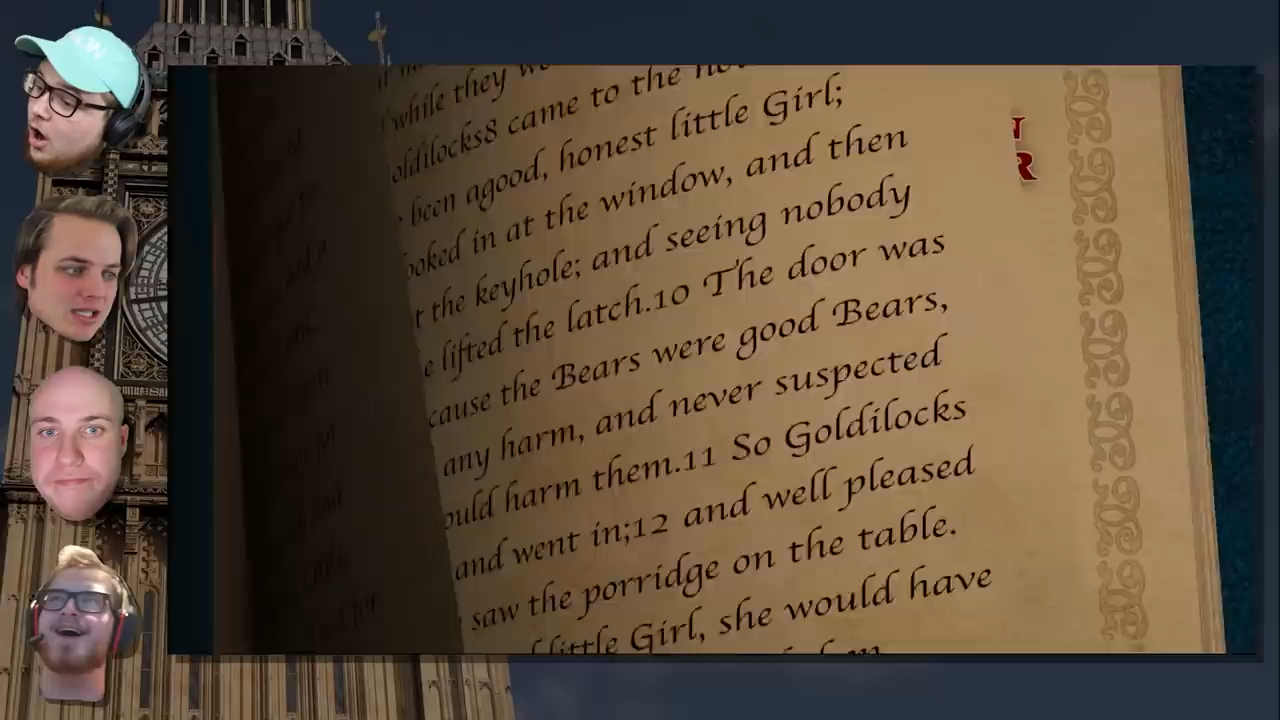 while they
oldilocks8 came to the
been agood, honest little Girl;
ooked in at the window, and then
t the keyhole; and seeing nobody
e lifted the latch.10 The door was
cause the Bears were good Bears,
any harm, and never suspected
ould harm them.11 So Goldilocks
and went in;12 and well pleased
saw the porridge on the table.
little Girl, she would have
N
R